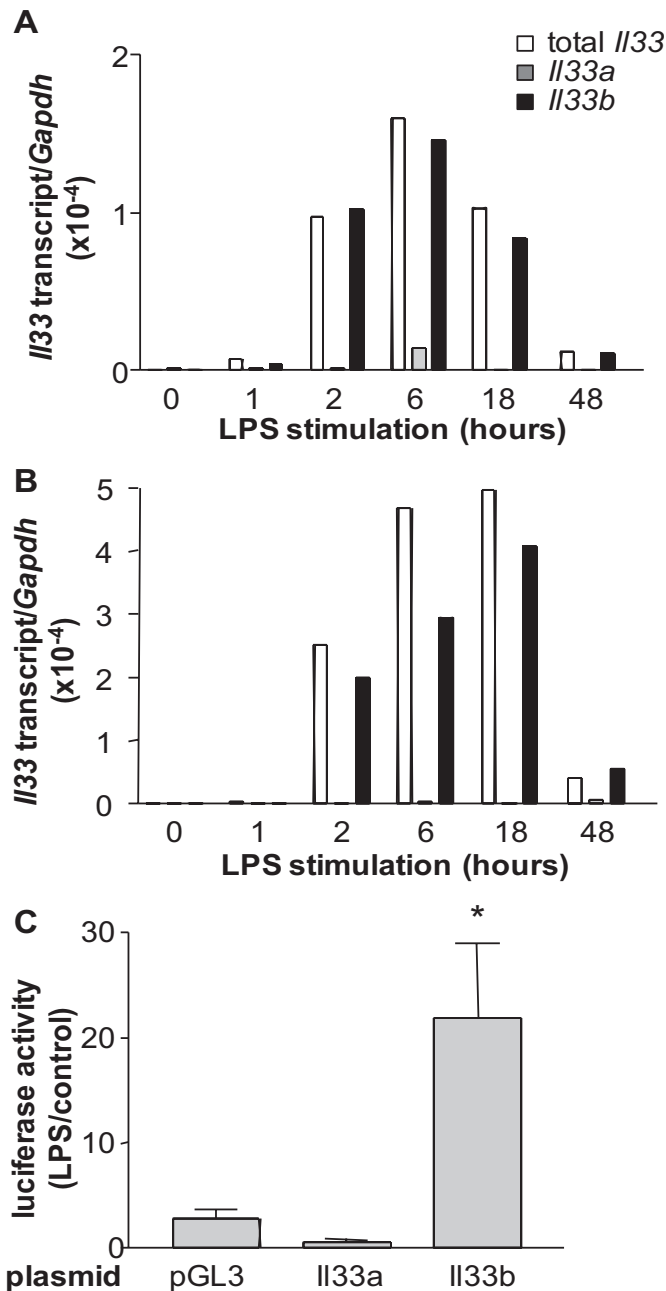 A
total Il33
Il33a
Il33b
Il33 transcript/Gapdh
(x10-4)
2
1
0
0 1 2 6 18 48
LPS stimulation (hours)
B
Il33 transcript/Gapdh
(x10-4)
5
4
3
2
1
0
0 1 2 6 18 48
LPS stimulation (hours)
C
luciferase activity
(LPS/control)
30
20
10
0
*
plasmid pGL3 Il33a Il33b